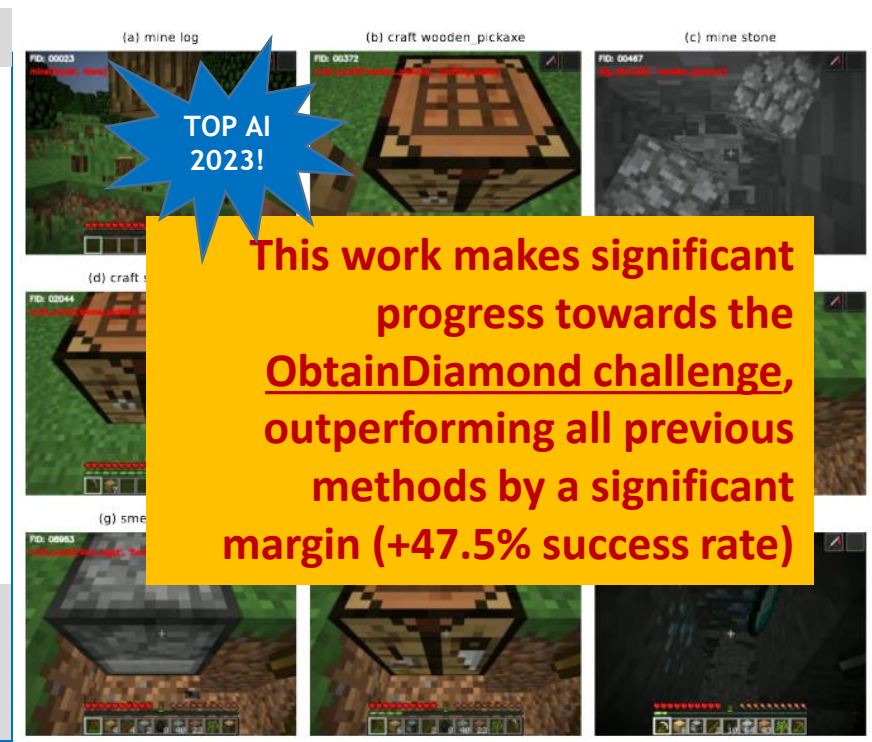 (a) mine log
(b) craft wooden_pickaxe
(c) mine stone
FID: 00023
FID: 00372
FID: 00467
TOP AI
2023!
This work makes significant
progress towards the
ObtainDiamond challenge,
outperforming all previous
methods by a significant
margin (+47.5% success rate)
(d) craft
FID: 02044
(g) sme
FID: 08983